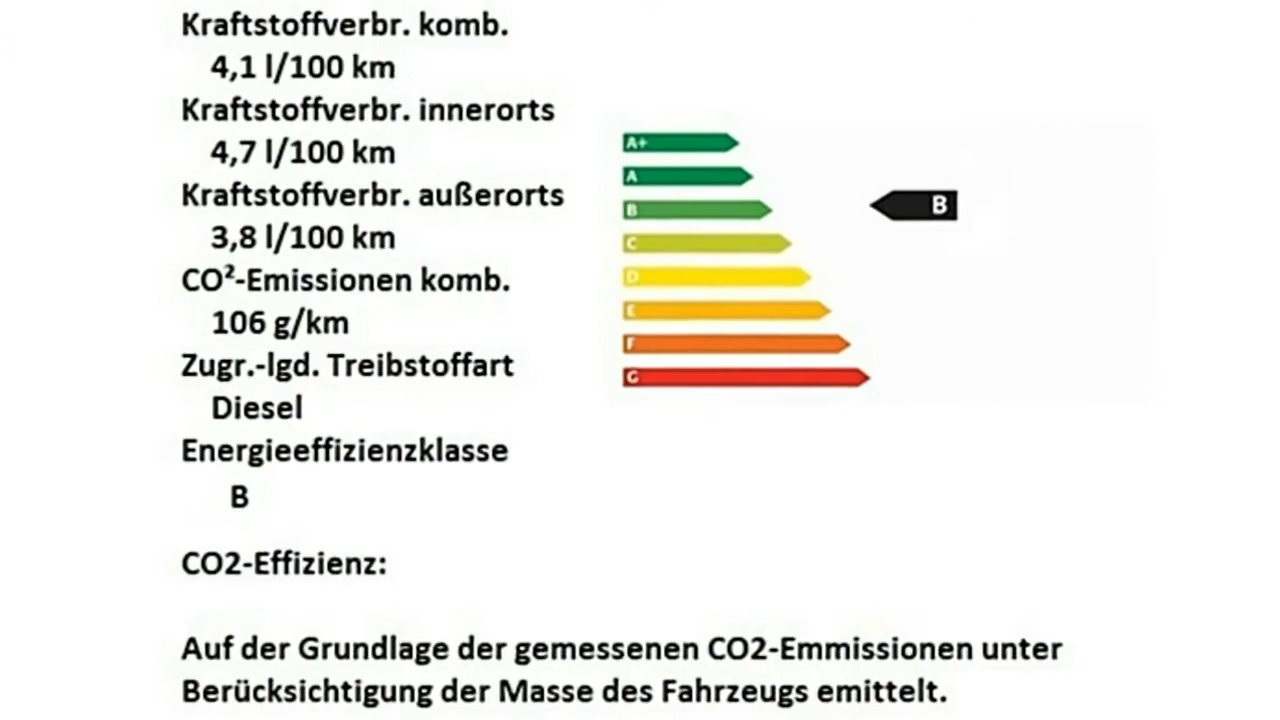 Kraftstoffverbr. komb.
4,1 l/100 km
Kraftstoffverbr. innerorts
4,7 l/100 km
Kraftstoffverbr. außerorts
3,8 l/100 km
CO²-Emissionen komb.
106 g/km
Zugr.-lgd. Treibstoffart
Diesel
Energieeffizienzklasse
B
A+
A
B
C
D
E
F
G
B
CO2-Effizienz:
Auf der Grundlage der gemessenen CO2-Emmissionen unter
Berücksichtigung der Masse des Fahrzeugs emittelt.